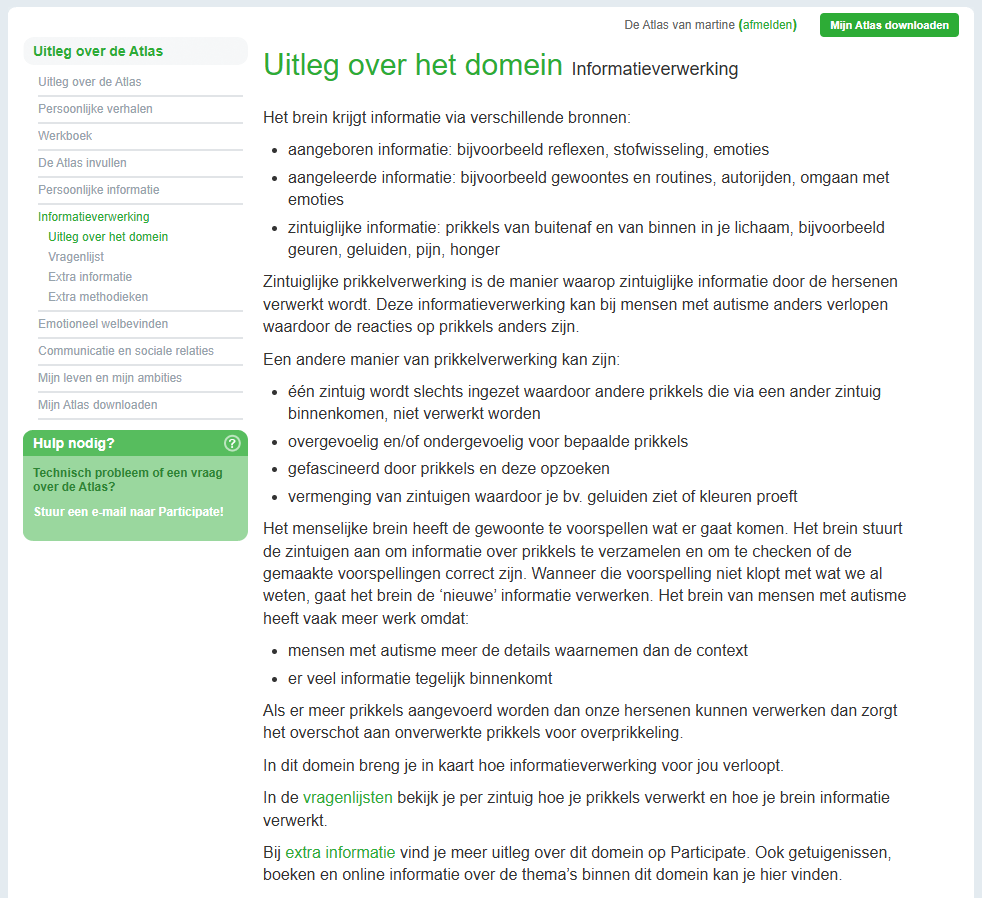 De Atlas van martine (afmelden)
Mijn Atlas downloaden
Uitleg over de Atlas
Uitleg over de Atlas
Persoonlijke verhalen
Werkboek
De Atlas invullen
Persoonlijke informatie
Informatieverwerking
Uitleg over het domein
Vragenlijst
Extra informatie
Extra methodieken
Emotioneel welbevinden
Communicatie en sociale relaties
Mijn leven en mijn ambities
Mijn Atlas downloaden
Hulp nodig? ?
Technisch probleem of een vraag
over de Atlas?
Stuur een e-mail naar Participate!
Uitleg over het domein Informatieverwerking
Het brein krijgt informatie via verschillende bronnen:
• aangeboren informatie: bijvoorbeeld reflexen, stofwisseling, emoties
• aangeleerde informatie: bijvoorbeeld gewoontes en routines, autorijden, omgaan met
emoties
• zintuiglijke informatie: prikkels van buitenaf en van binnen in je lichaam, bijvoorbeeld
geuren, geluiden, pijn, honger
Zintuiglijke prikkelverwerking is de manier waarop zintuiglijke informatie door de hersenen
verwerkt wordt. Deze informatieverwerking kan bij mensen met autisme anders verlopen
waardoor de reacties op prikkels anders zijn.
Een andere manier van prikkelverwerking kan zijn:
• één zintuig wordt slechts ingezet waardoor andere prikkels die via een ander zintuig
binnenkomen, niet verwerkt worden
• overgevoelig en/of ondergevoelig voor bepaalde prikkels
• gefascineerd door prikkels en deze opzoeken
• vermenging van zintuigen waardoor je bv. geluiden ziet of kleuren proeft
Het menselijke brein heeft de gewoonte te voorspellen wat er gaat komen. Het brein stuurt
de zintuigen aan om informatie over prikkels te verzamelen en om te checken of de
gemaakte voorspellingen correct zijn. Wanneer die voorspelling niet klopt met wat we al
weten, gaat het brein de ‘nieuwe’ informatie verwerken. Het brein van mensen met autisme
heeft vaak meer werk omdat:
• mensen met autisme meer de details waarnemen dan de context
• er veel informatie tegelijk binnenkomt
Als er meer prikkels aangevoerd worden dan onze hersenen kunnen verwerken dan zorgt
het overschot aan onverwerkte prikkels voor overprikkeling.
In dit domein breng je in kaart hoe informatieverwerking voor jou verloopt.
In de vragenlijsten bekijk je per zintuig hoe je prikkels verwerkt en hoe je brein informatie
verwerkt.
Bij extra informatie vind je meer uitleg over dit domein op Participate. Ook getuigenissen,
boeken en online informatie over de thema’s binnen dit domein kan je hier vinden.